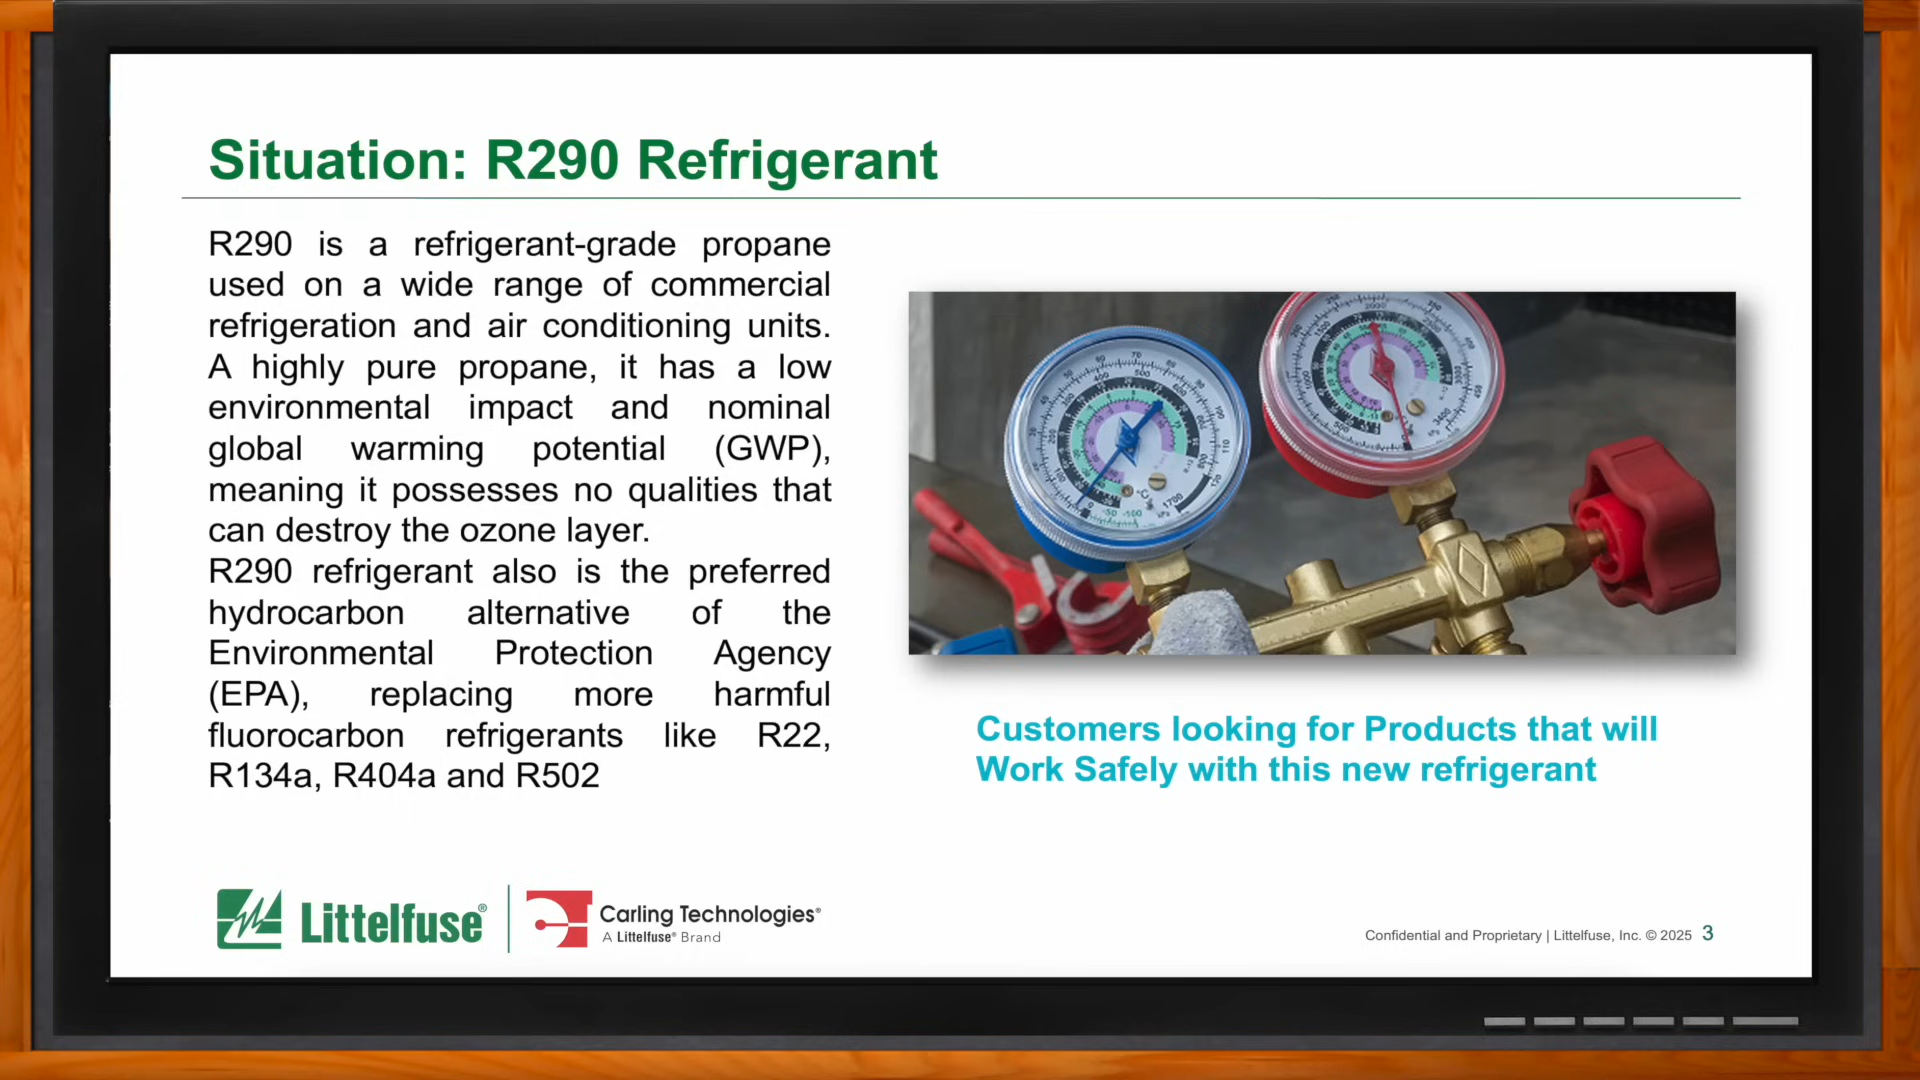 Situation: R290 Refrigerant
R290 is a refrigerant-grade propane
used on a wide range of commercial
refrigeration and air conditioning units.
A highly pure propane, it has a low
environmental impact and nominal
global warming potential (GWP),
meaning it possesses no qualities that
can destroy the ozone layer.
R290 refrigerant also is the preferred
hydrocarbon alternative of the
Environmental Protection Agency
(EPA), replacing more harmful
fluorocarbon refrigerants like R22,
R134a, R404a and R502
Customers looking for Products that will
Work Safely with this new refrigerant
Littelfuse®
Carling Technologies®
A Littelfuse® Brand
Confidential and Proprietary | Littelfuse, Inc. © 2025 3